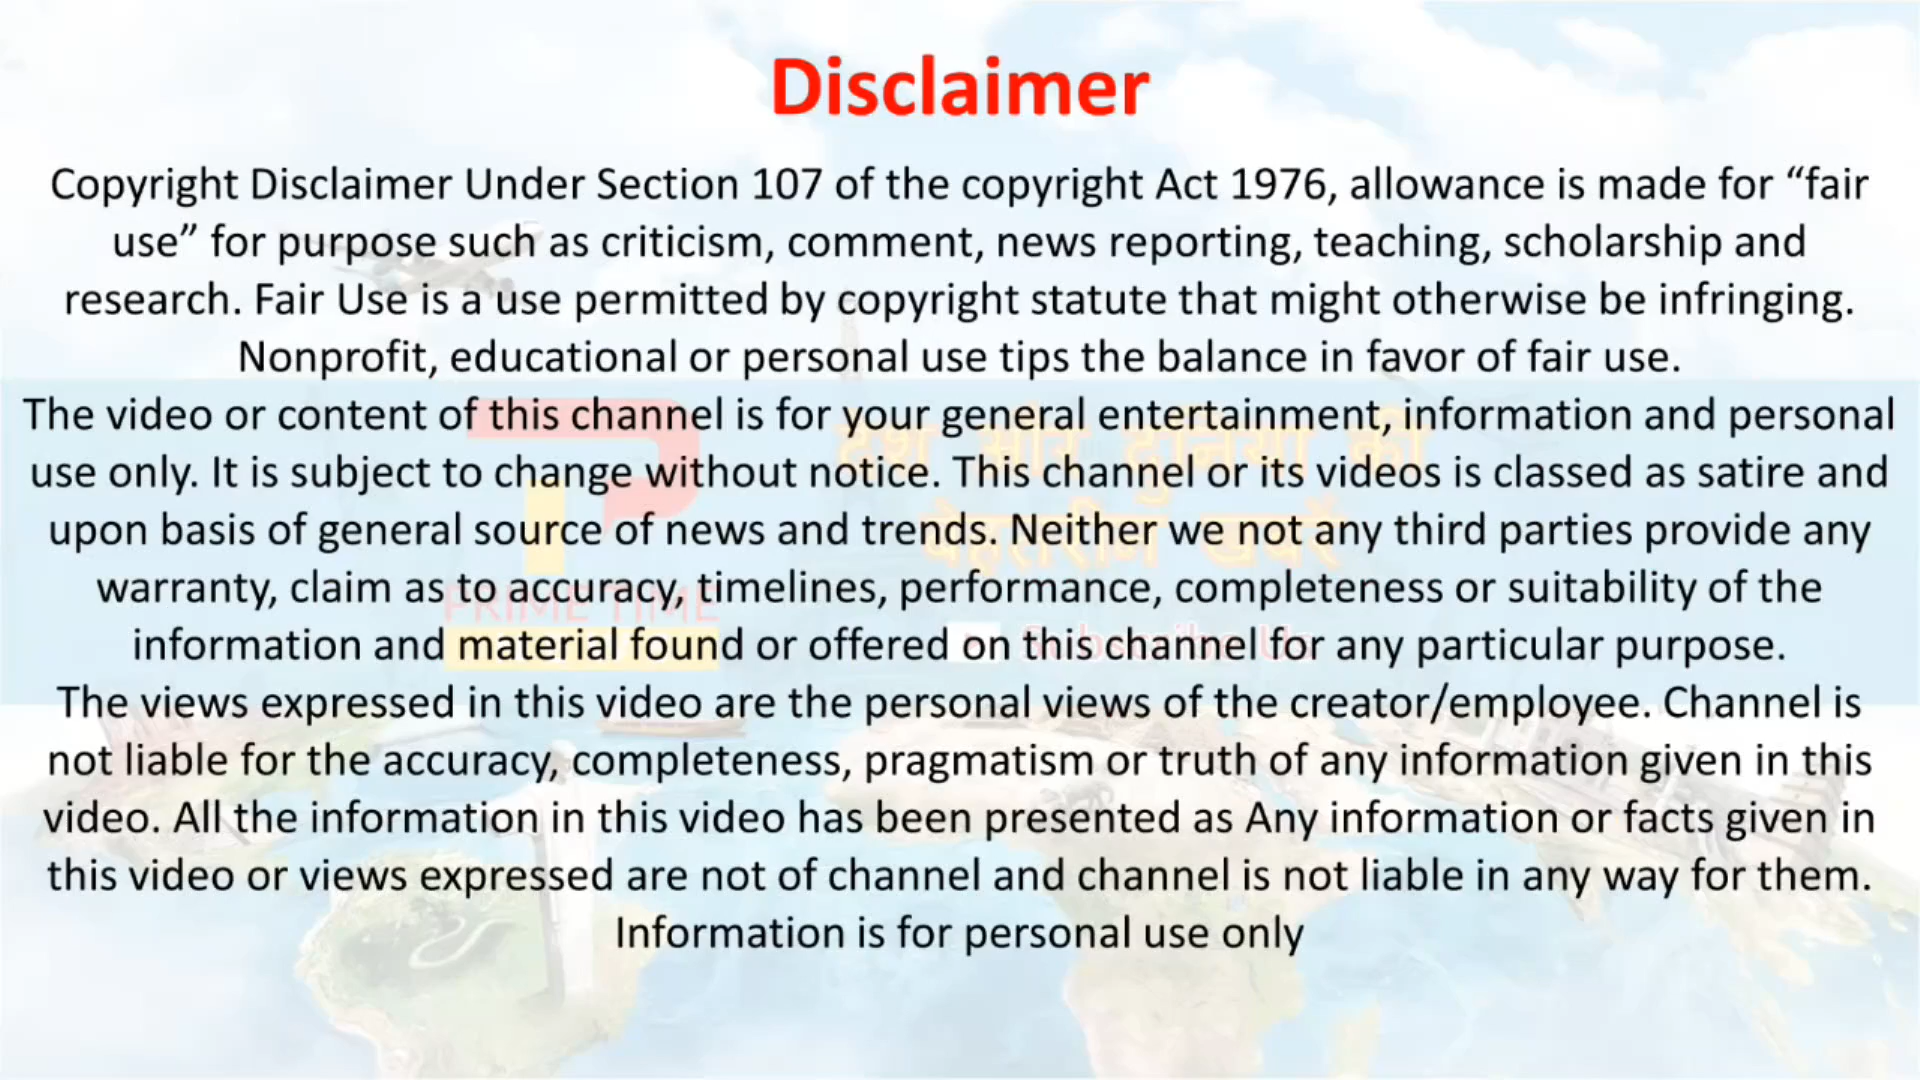 Disclaimer
Copyright Disclaimer Under Section 107 of the copyright Act 1976, allowance is made for “fair
use” for purpose such as criticism, comment, news reporting, teaching, scholarship and
research. Fair Use is a use permitted by copyright statute that might otherwise be infringing.
Nonprofit, educational or personal use tips the balance in favor of fair use.
The video or content of this channel is for your general entertainment, information and personal
use only. It is subject to change without notice. This channel or its videos is classed as satire and
upon basis of general source of news and trends. Neither we not any third parties provide any
warranty, claim as to accuracy, timelines, performance, completeness or suitability of the
information and material found or offered on this channel for any particular purpose.
The views expressed in this video are the personal views of the creator/employee. Channel is
not liable for the accuracy, completeness, pragmatism or truth of any information given in this
video. All the information in this video has been presented as Any information or facts given in
this video or views expressed are not of channel and channel is not liable in any way for them.
Information is for personal use only
देश और दुनिया की
बेहतरीन खबरें
PRIME TIME
Subscribe Us